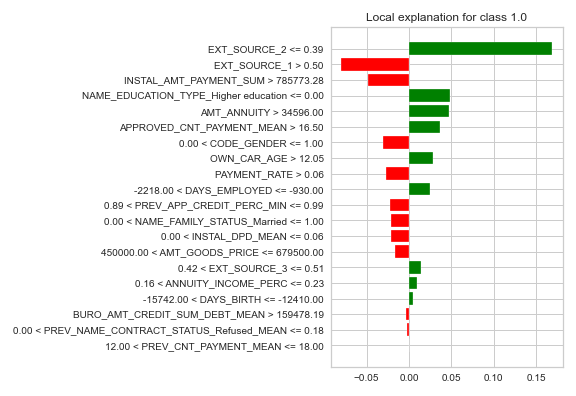 Local explanation for class 1.0
EXT_SOURCE_2 <= 0.39
EXT_SOURCE_1 > 0.50
INSTAL_AMT_PAYMENT_SUM > 785773.28
NAME_EDUCATION_TYPE_Higher education <= 0.00
AMT_ANNUITY > 34596.00
APPROVED_CNT_PAYMENT_MEAN > 16.50
0.00 < CODE_GENDER <= 1.00
OWN_CAR_AGE > 12.05
PAYMENT_RATE > 0.06
-2218.00 < DAYS_EMPLOYED <= -930.00
0.89 < PREV_APP_CREDIT_PERC_MIN <= 0.99
0.00 < NAME_FAMILY_STATUS_Married <= 1.00
0.00 < INSTAL_DPD_MEAN <= 0.06
450000.00 < AMT_GOODS_PRICE <= 679500.00
0.42 < EXT_SOURCE_3 <= 0.51
0.16 < ANNUITY_INCOME_PERC <= 0.23
-15742.00 < DAYS_BIRTH <= -12410.00
BURO_AMT_CREDIT_SUM_DEBT_MEAN > 159478.19
0.00 < PREV_NAME_CONTRACT_STATUS_Refused_MEAN <= 0.18
12.00 < PREV_CNT_PAYMENT_MEAN <= 18.00
−0.05 0.00 0.05 0.10 0.15